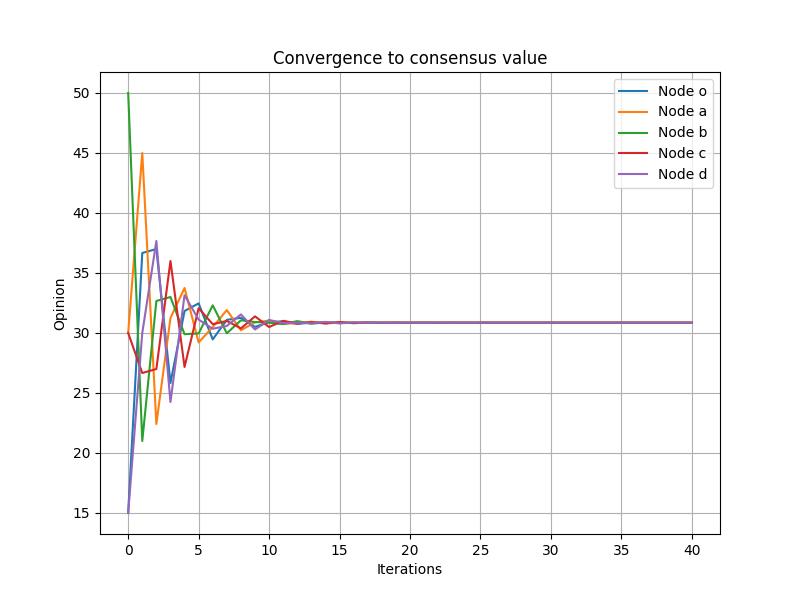 Convergence to consensus value
50
45
40
35
30
25
20
15
Opinion
0 5 10 15 20 25 30 35 40
Iterations
Node o
Node a
Node b
Node c
Node d